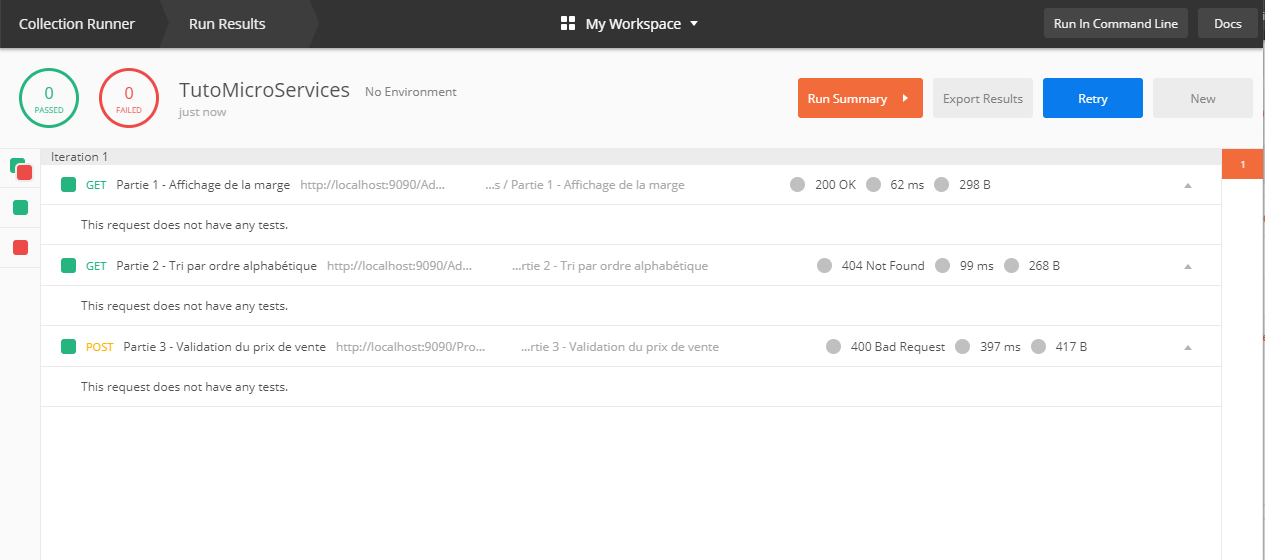 Collection Runner Run Results My Workspace Run In Command Line Docs
0 PASSED 0 FAILED TutoMicroServices No Environment just now Run Summary Export Results Retry New
Iteration 1 1
GET Partie 1 - Affichage de la marge http://localhost:9090/Ad... ...s / Partie 1 - Affichage de la marge 200 OK 62 ms 298 B
This request does not have any tests.
GET Partie 2 - Tri par ordre alphabétique http://localhost:9090/Ad... ...rtie 2 - Tri par ordre alphabétique 404 Not Found 99 ms 268 B
This request does not have any tests.
POST Partie 3 - Validation du prix de vente http://localhost:9090/Pro... ...rtie 3 - Validation du prix de vente 400 Bad Request 397 ms 417 B
This request does not have any tests.